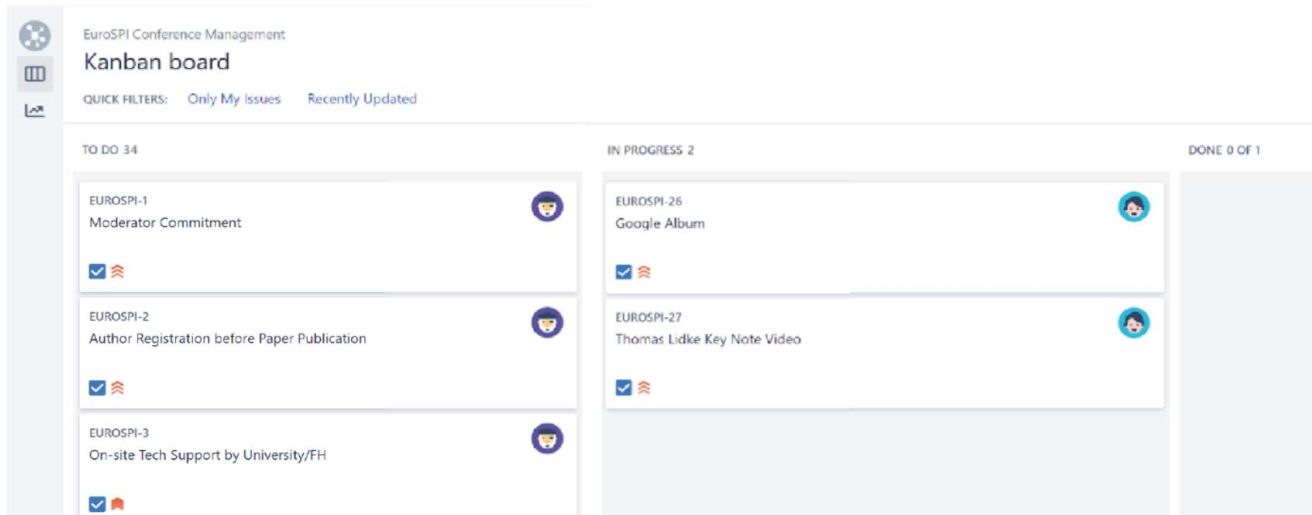 EuroSPI Conference Management
Kanban board
QUICK FILTERS: Only My Issues Recently Updated
TO DO 34
EUROSPI-1
Moderator Commitment
EUROSPI-2
Author Registration before Paper Publication
EUROSPI-3
On-site Tech Support by University/FH
IN PROGRESS 2
EUROSPI-26
Google Album
EUROSPI-27
Thomas Lidke Key Note Video
DONE 0 OF 1